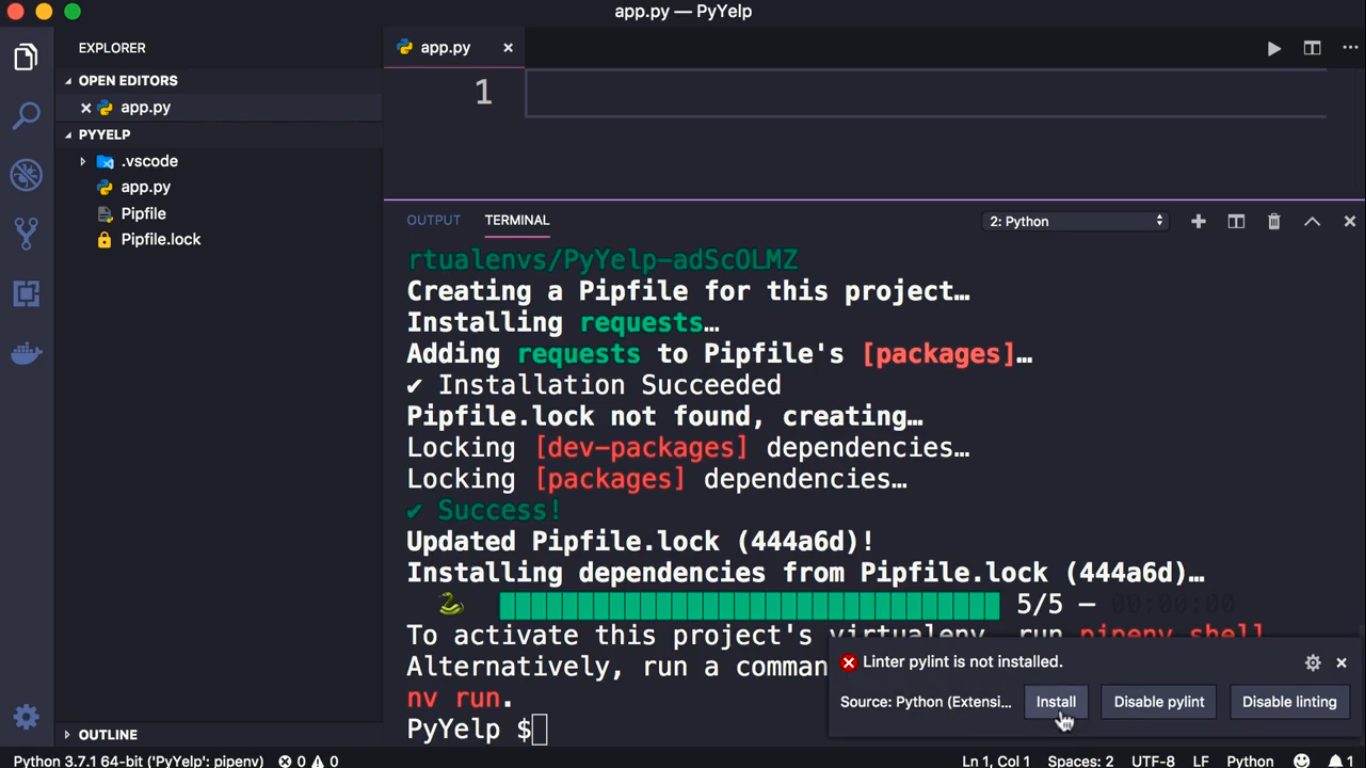 app.py — PyYelp
EXPLORER
OPEN EDITORS
app.py
PYYELP
.vscode
app.py
Pipfile
Pipfile.lock
OUTLINE
app.py
1
OUTPUT TERMINAL 2: Python
rtualenvs/PyYelp-adScOLMZ
Creating a Pipfile for this project…
Installing requests…
Adding requests to Pipfile's [packages]…
✔ Installation Succeeded
Pipfile.lock not found, creating…
Locking [dev-packages] dependencies…
Locking [packages] dependencies…
✔ Success!
Updated Pipfile.lock (444a6d)!
Installing dependencies from Pipfile.lock (444a6d)…
5/5 — 00:00:00
To activate this project's virtualenv, run pipenv shell
Alternatively, run a comman
nv run.
PyYelp $
Linter pylint is not installed.
Source: Python (Extensi... Install Disable pylint Disable linting
Python 3.7.1 64-bit ('PyYelp': pipenv) 0 0 Ln 1, Col 1 Spaces: 2 UTF-8 LF Python 1